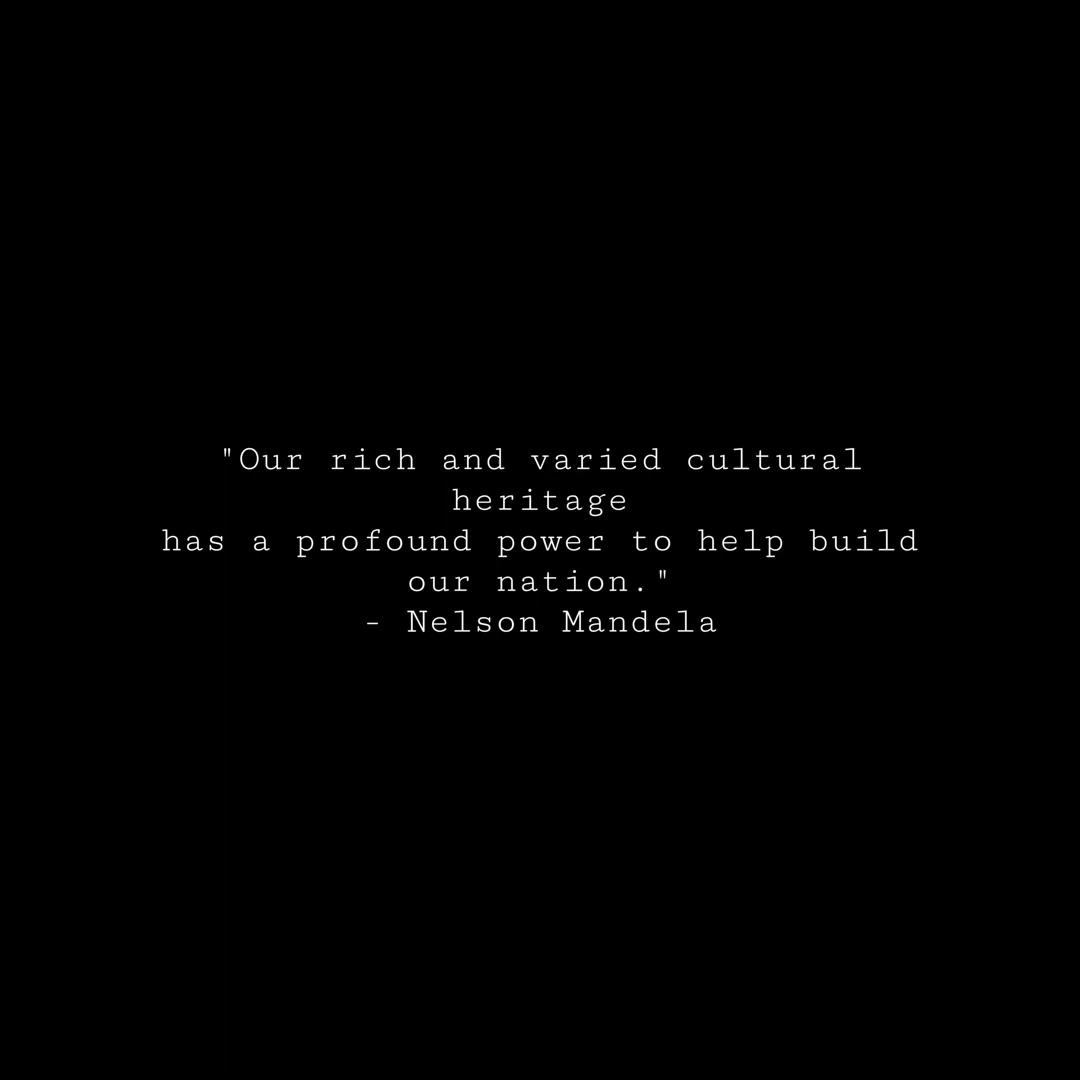 "Our rich and varied cultural
heritage
has a profound power to help build
our nation."
- Nelson Mandela